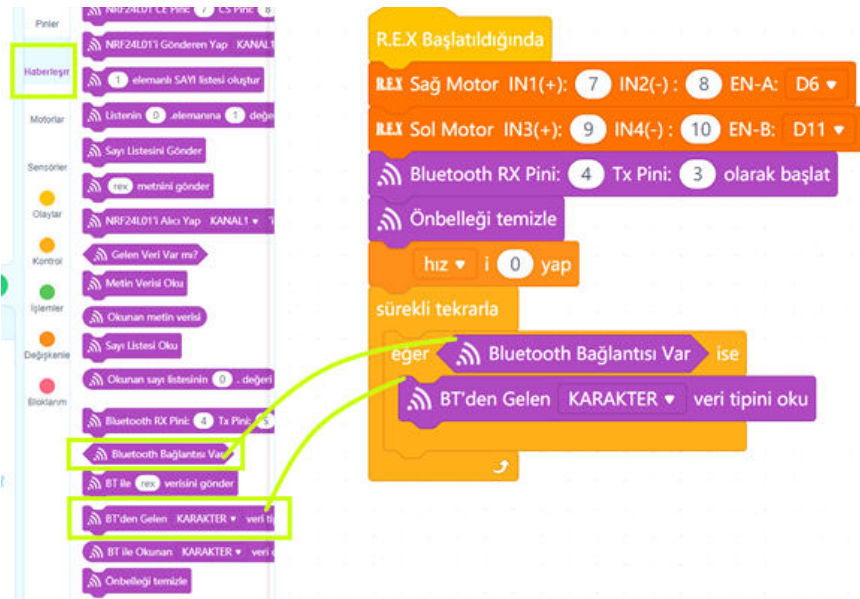 Pinler
Haberleşm
Motorlar
Sensörler
Olaylar
Kontrol
İşlemler
Değişkenle
Bloklarım
NRF24L01 CE Pini: 7 CS Pini: 8
NRF24L01'i Gönderen Yap KANAL1
1 elemanlı SAYI listesi oluştur
Listenin 0 .elemanına 1 değe
Sayı Listesini Gönder
rex metnini gönder
NRF24L01'i Alıcı Yap KANAL1
Gelen Veri Var mı?
Metin Verisi Oku
Okunan metin verisi
Sayı Listesi Oku
Okunan sayı listesinin 0 . değeri
Bluetooth RX Pini: 4 Tx Pini: 5
Bluetooth Bağlantısı Var
BT ile rex verisini gönder
BT'den Gelen KARAKTER veri ti
BT ile Okunan KARAKTER veri
Önbelleği temizle
R.E.X Başlatıldığında
R.E.X Sağ Motor IN1(+): 7 IN2(-) : 8 EN-A: D6
R.E.X Sol Motor IN3(+): 9 IN4(-) : 10 EN-B: D11
Bluetooth RX Pini: 4 Tx Pini: 3 olarak başlat
Önbelleği temizle
hız i 0 yap
sürekli tekrarla
eğer Bluetooth Bağlantısı Var ise
BT'den Gelen KARAKTER veri tipini oku